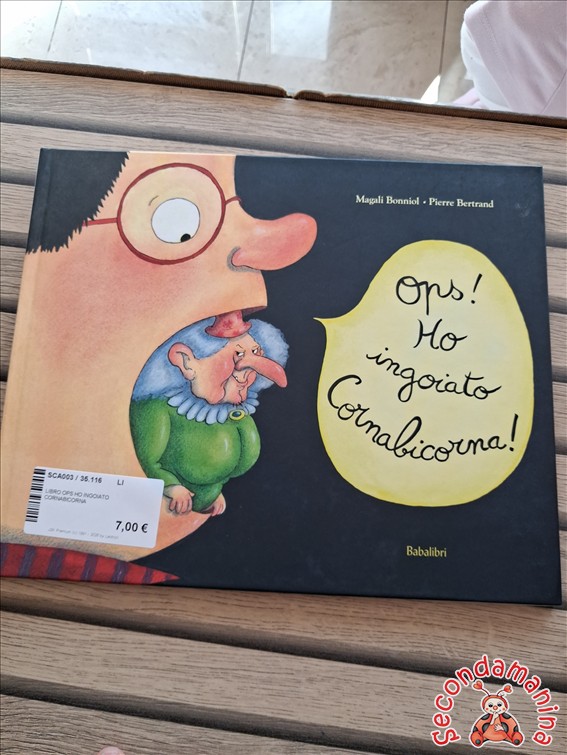 Magali Bonniol • Pierre Bertrand
Ops!
Ho
ingoiato
Cornabicorna!
SCA003 / 35.116 LI
LIBRO OPS HO INGOIATO
CORNABICORNA
7,00 €
Babalibri
Secondamanina